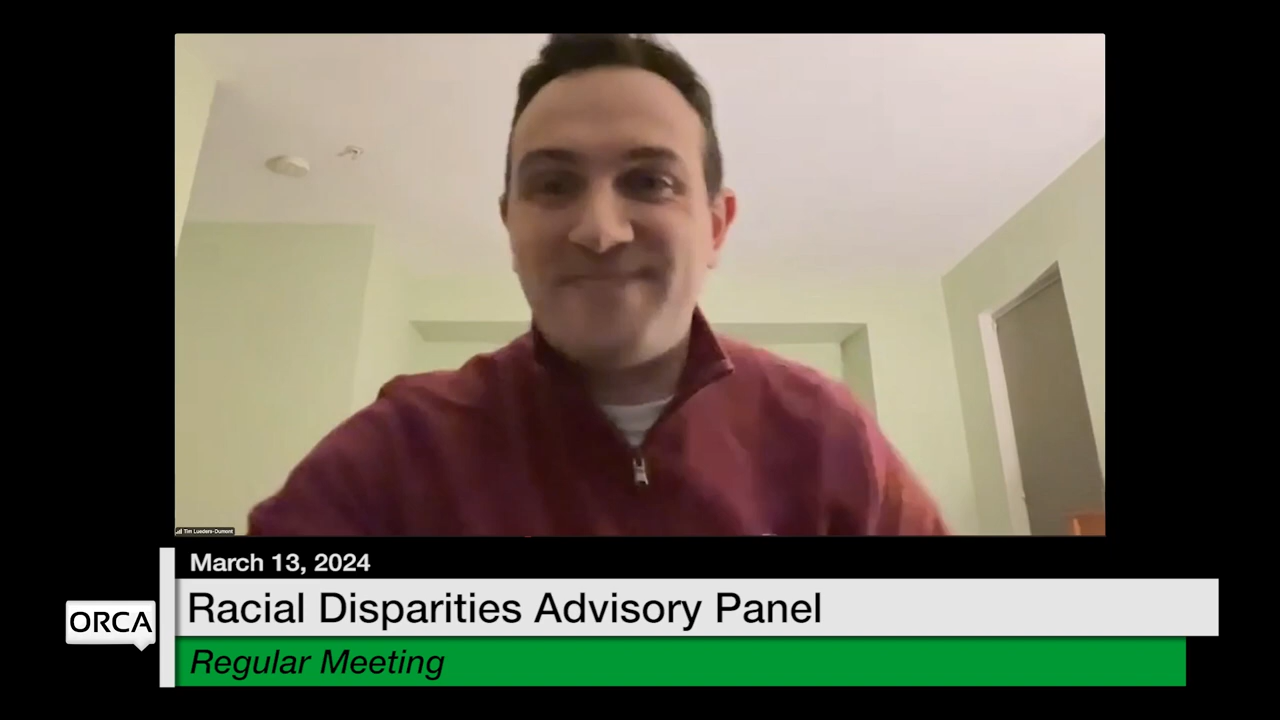 Tim Lueders-Dumont
March 13, 2024
ORCA
Racial Disparities Advisory Panel
Regular Meeting